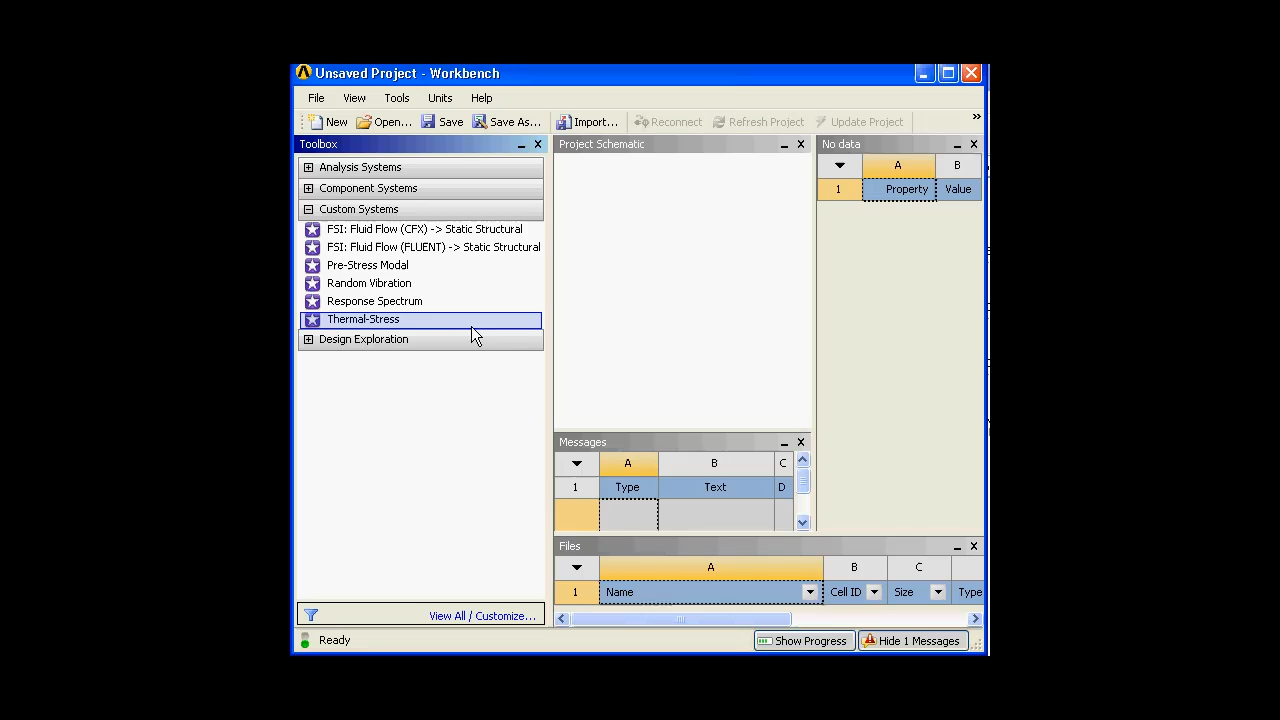 Unsaved Project - Workbench
File View Tools Units Help
New Open... Save Save As... Import... Reconnect Refresh Project Update Project »
Toolbox
Analysis Systems
Component Systems
Custom Systems
FSI: Fluid Flow (CFX) -> Static Structural
FSI: Fluid Flow (FLUENT) -> Static Structural
Pre-Stress Modal
Random Vibration
Response Spectrum
Thermal-Stress
Design Exploration
View All / Customize...
Project Schematic
No data
A B
1 Property Value
Messages
A B C
1 Type Text D
Files
A B C
1 Name Cell ID Size Type
Ready
Show Progress Hide 1 Messages